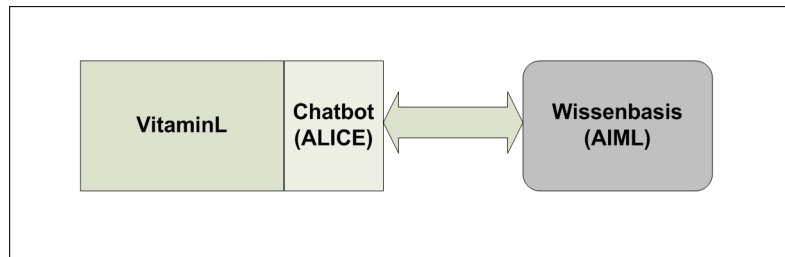 VitaminL
Chatbot
(ALICE)
Wissenbasis
(AIML)